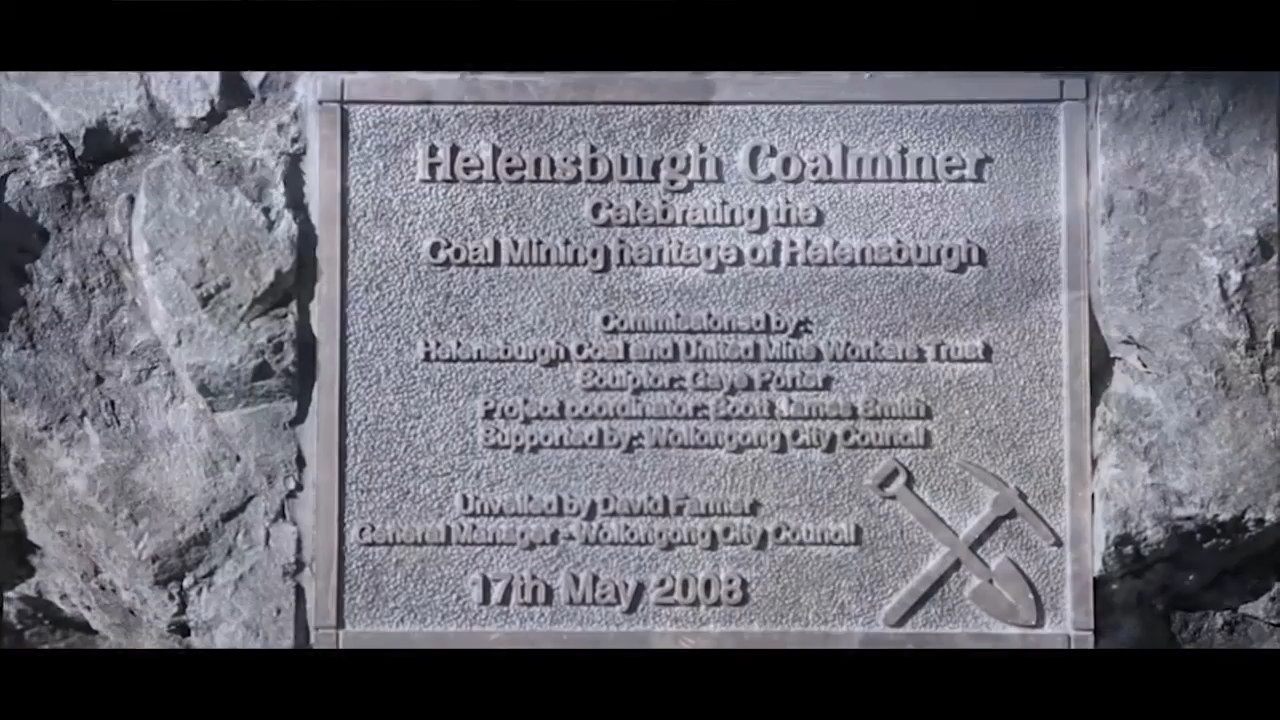 Helensburgh Coalminer
Celebrating the
Coal Mining heritage of Helensburgh
Commissioned by:
Helensburgh Coal and United Mine Workers Trust
Sculptor: Gaye Porter
Project coordinator: Scott James Smith
Supported by: Wollongong City Council
Unveiled by David Farmer
General Manager - Wollongong City Council
17th May 2008